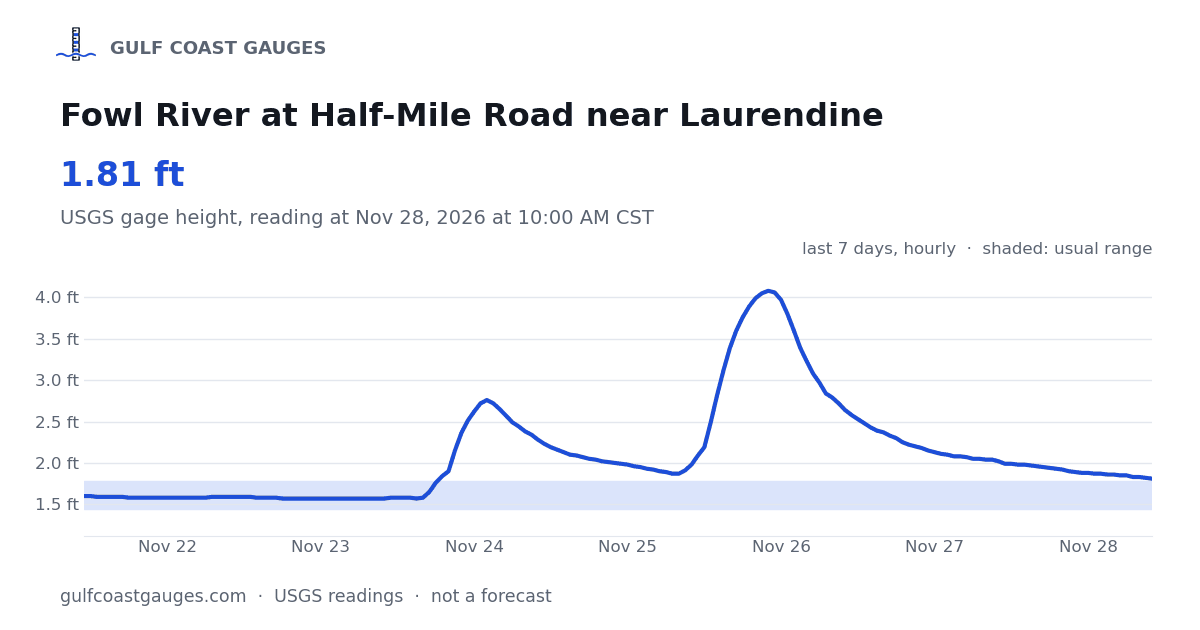 GULF COAST GAUGES
Fowl River at Half-Mile Road near Laurendine
1.81 ft
USGS gage height, reading at Nov 28, 2026 at 10:00 AM CST
last 7 days, hourly · shaded: usual range
4.0 ft
3.5 ft
3.0 ft
2.5 ft
2.0 ft
1.5 ft
Nov 22 Nov 23 Nov 24 Nov 25 Nov 26 Nov 27 Nov 28
gulfcoastgauges.com · USGS readings · not a forecast